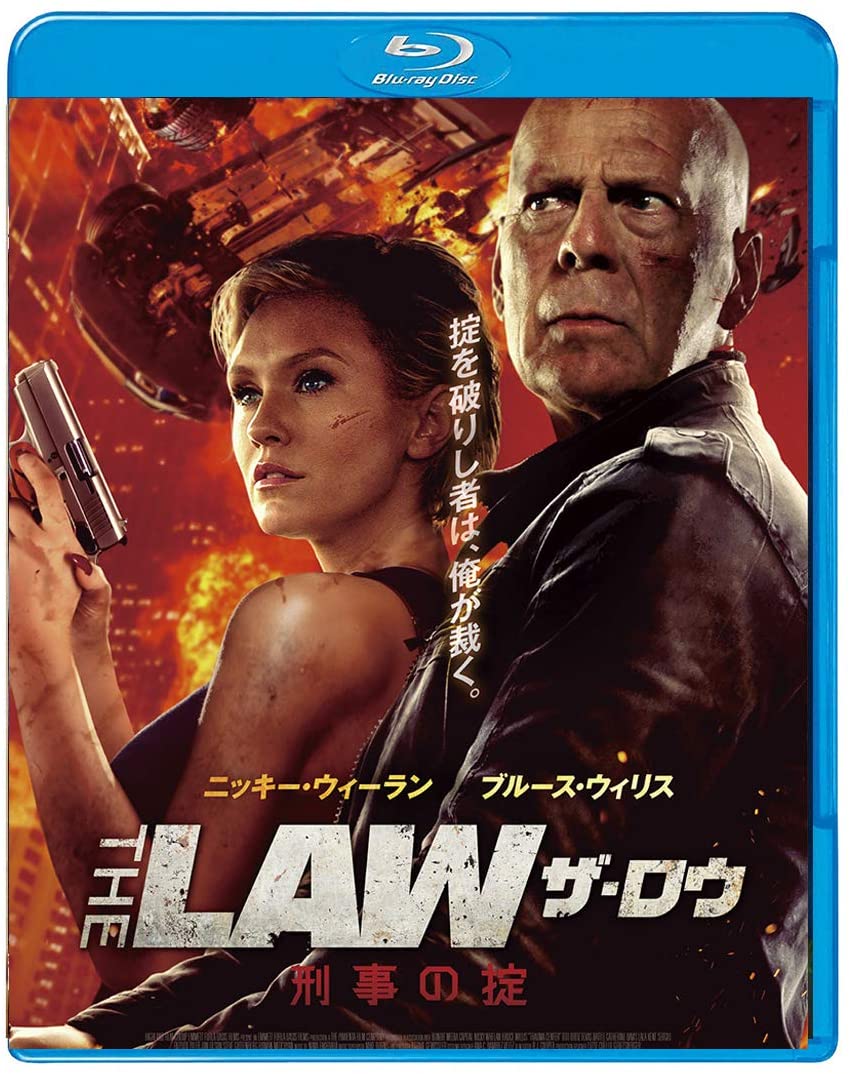 Blu-ray Disc
掟を破りし者は、俺が裁く。
ニッキー・ウィーラン ブルース・ウィリス
THE LAW ザ・ロウ
刑事の掟